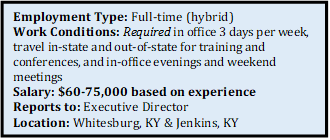 Employment Type: Full-time (hybrid)
Work Conditions: Required in office 3 days per week,
travel in-state and out-of-state for training and
conferences, and in-office evenings and weekend
meetings
Salary: $60-75,000 based on experience
Reports to: Executive Director
Location: Whitesburg, KY & Jenkins, KY